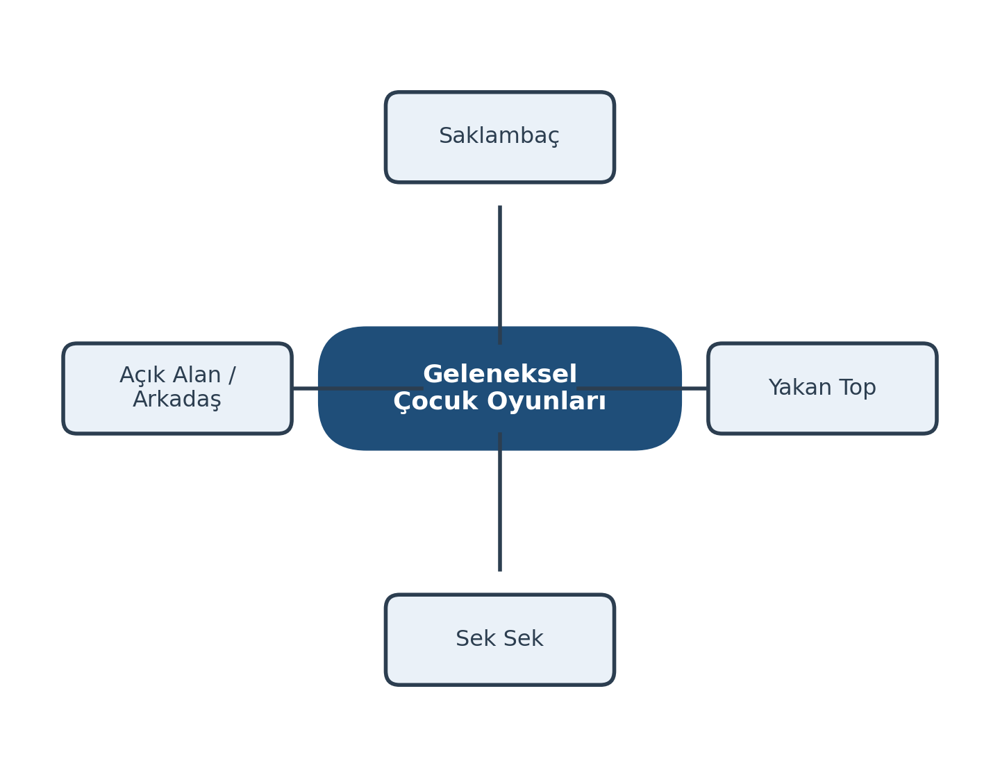 Saklambaç
Açık Alan /
Arkadaş
Geleneksel
Çocuk Oyunları
Yakan Top
Sek Sek